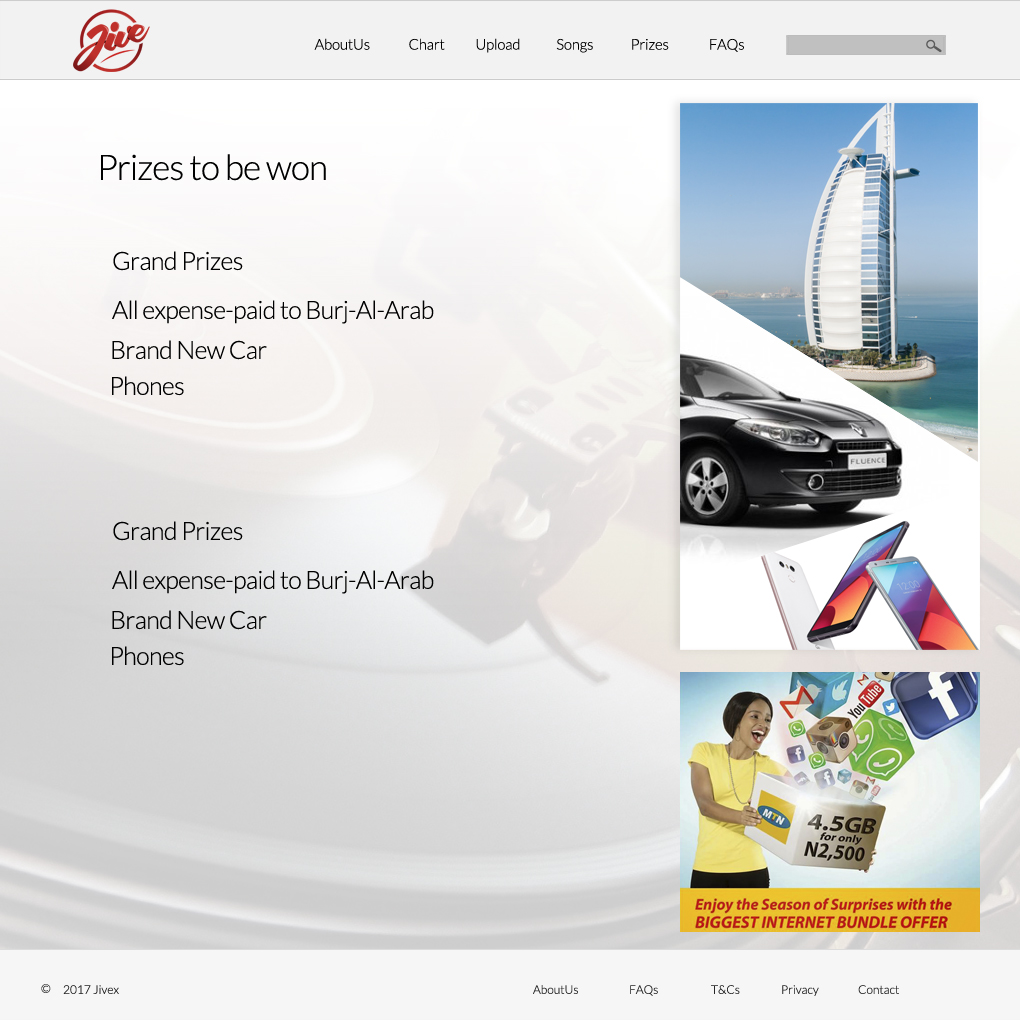 Jive
AboutUs Chart Upload Songs Prizes FAQs
Prizes to be won
Grand Prizes
All expense-paid to Burj-Al-Arab
Brand New Car
Phones
Grand Prizes
All expense-paid to Burj-Al-Arab
Brand New Car
Phones
FLUENCE
12:00
YouTube
MTN
4.5GB
for only
N2,500
Enjoy the Season of Surprises with the
BIGGEST INTERNET BUNDLE OFFER
© 2017 Jivex AboutUs FAQs T&Cs Privacy Contact